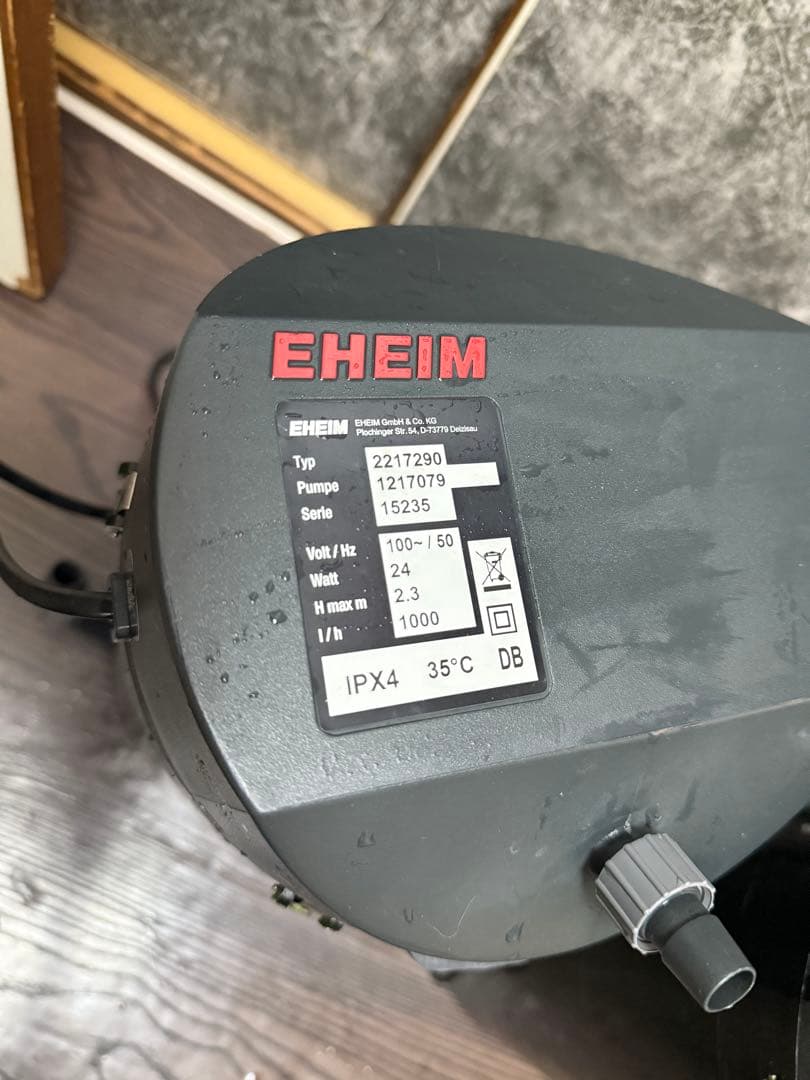 EHEIM
EHEIM EHEIM GmbH & Co. KG
Plochinger Str. 54, D-73779 Deizisau
Typ 2217290
Pumpe 1217079
Serie 15235
Volt / Hz 100~ / 50
Watt 24
H max m 2.3
l/h 1000
IPX4 35°C DB